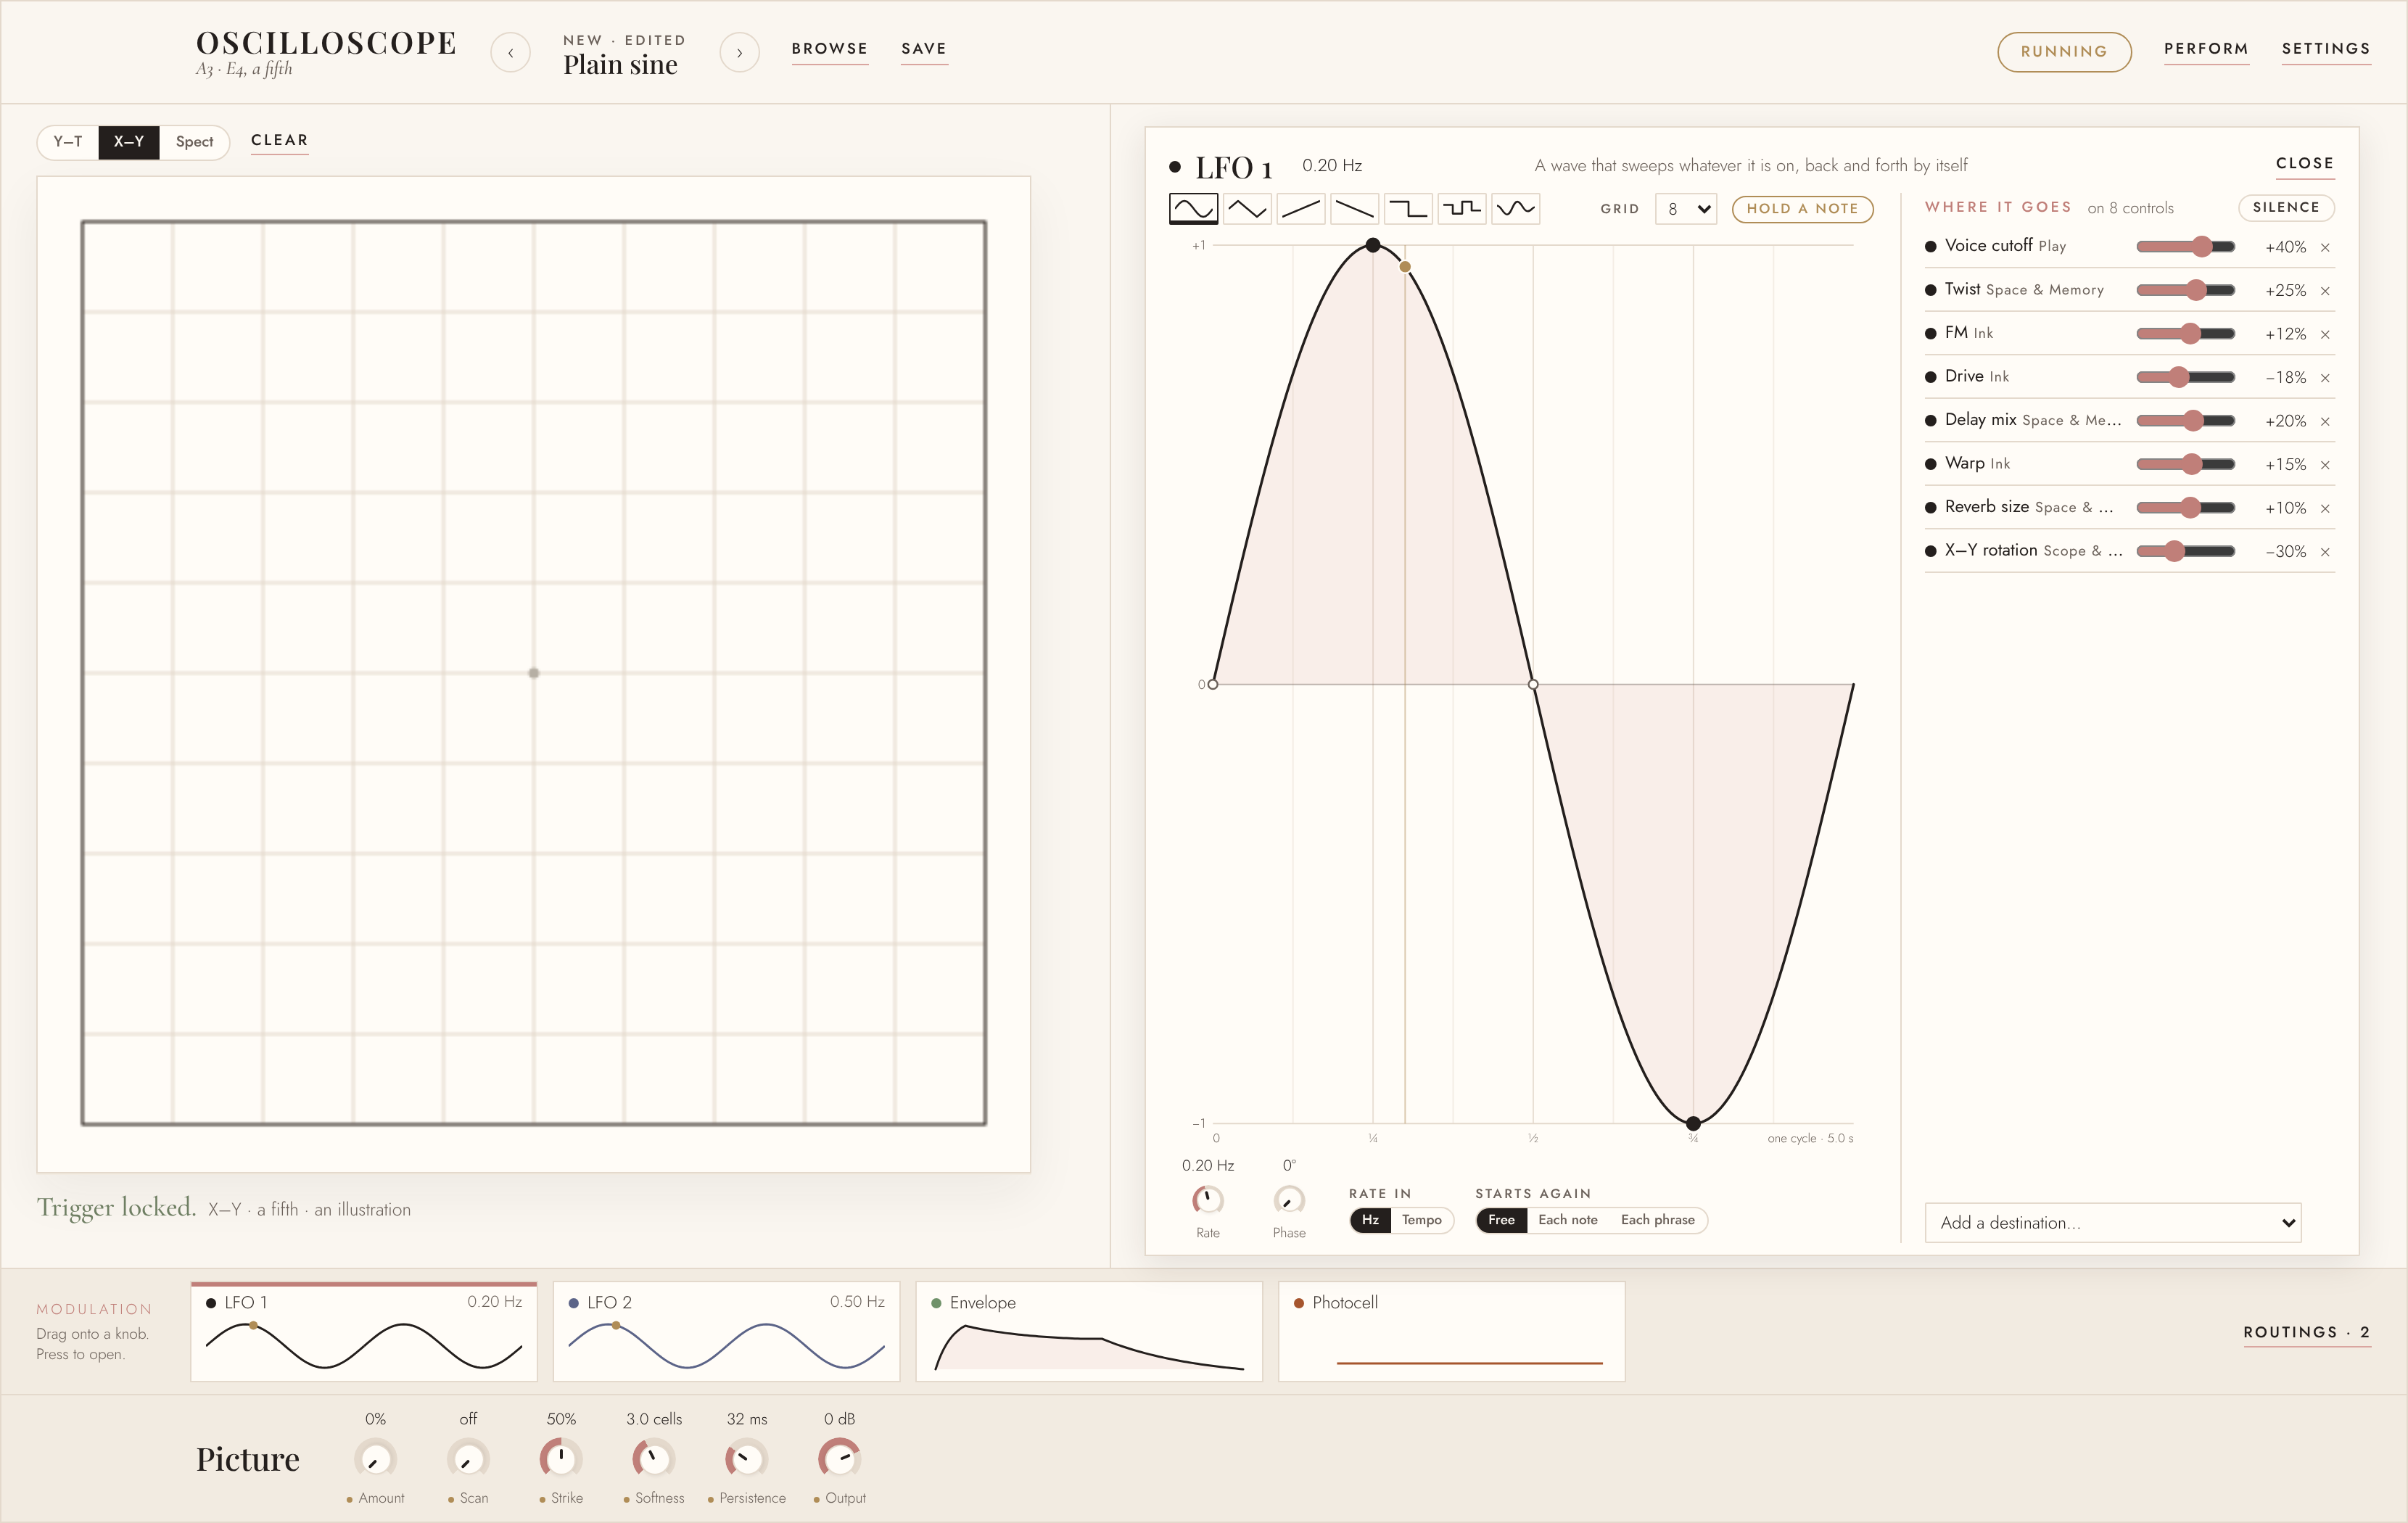 OSCILLOSCOPE
A3 · E4, a fifth
‹
NEW · EDITED
Plain sine
›
BROWSE
SAVE
RUNNING
PERFORM
SETTINGS
Y–T
X–Y
Spect
CLEAR
Trigger locked. X–Y · a fifth · an illustration
LFO 1
0.20 Hz
A wave that sweeps whatever it is on, back and forth by itself
CLOSE
GRID
8
HOLD A NOTE
+1
0
−1
0
¼
½
¾
one cycle · 5.0 s
0.20 Hz
Rate
0°
Phase
RATE IN
Hz
Tempo
STARTS AGAIN
Free
Each note
Each phrase
WHERE IT GOES on 8 controls
SILENCE
Voice cutoff Play +40% ×
Twist Space & Memory +25% ×
FM Ink +12% ×
Drive Ink −18% ×
Delay mix Space & Me... +20% ×
Warp Ink +15% ×
Reverb size Space & ... +10% ×
X–Y rotation Scope & ... −30% ×
Add a destination...
MODULATION
Drag onto a knob.
Press to open.
LFO 1
0.20 Hz
LFO 2
0.50 Hz
Envelope
Photocell
ROUTINGS · 2
Picture
0%
Amount
off
Scan
50%
Strike
3.0 cells
Softness
32 ms
Persistence
0 dB
Output